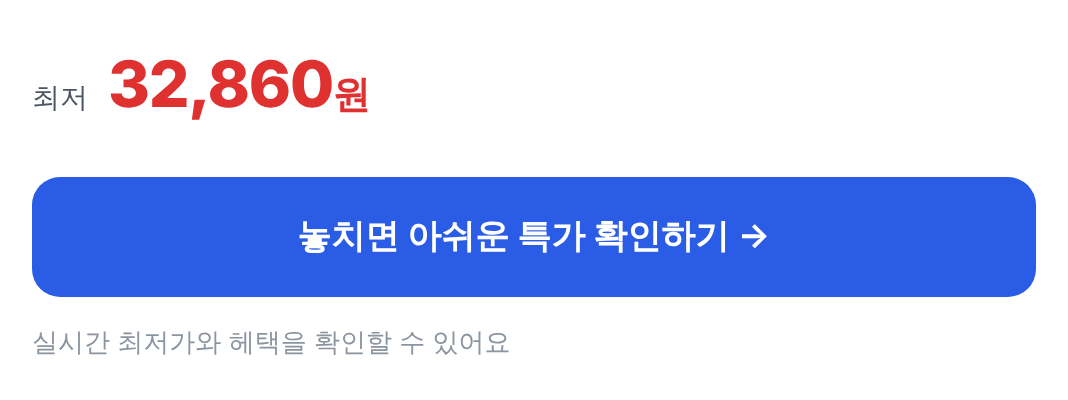 최저 32,860원
놓치면 아쉬운 특가 확인하기 →
실시간 최저가와 혜택을 확인할 수 있어요